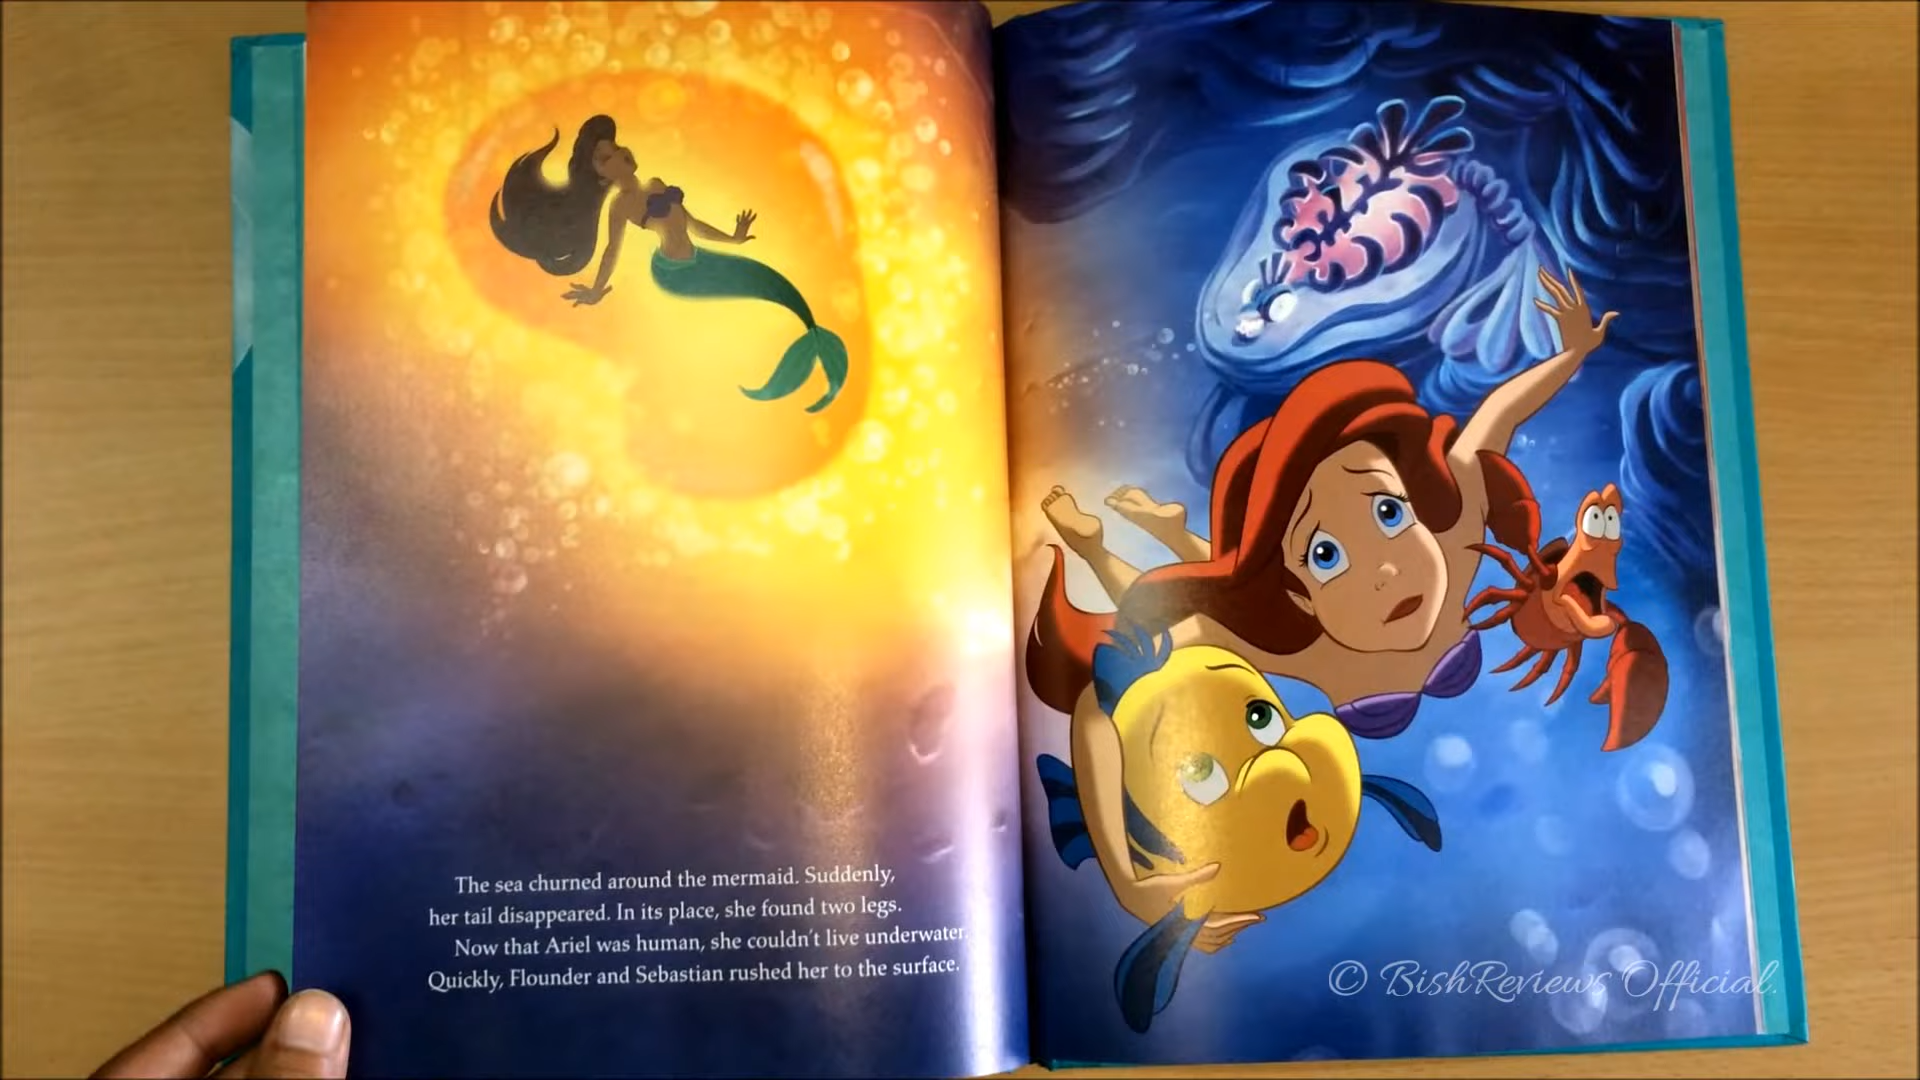 The sea churned around the mermaid. Suddenly,
her tail disappeared. In its place, she found two legs.
Now that Ariel was human, she couldn't live underwater.
Quickly, Flounder and Sebastian rushed her to the surface.
© BishReviews Official.